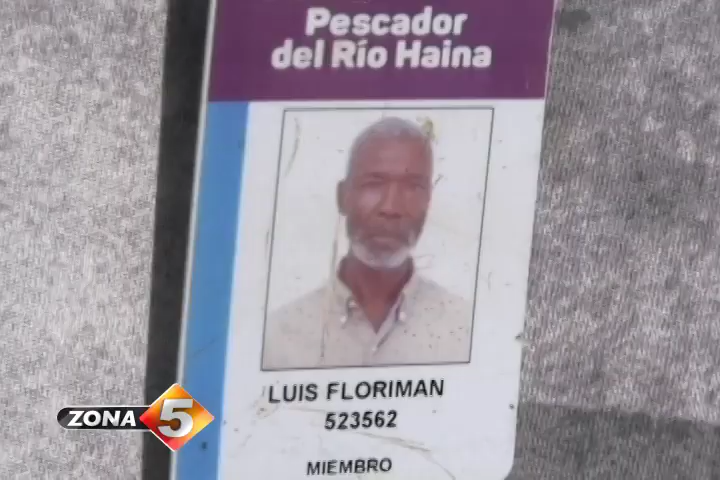 Pescador
del Río Haina
LUIS FLORIMAN
523562
MIEMBRO
ZONA 5